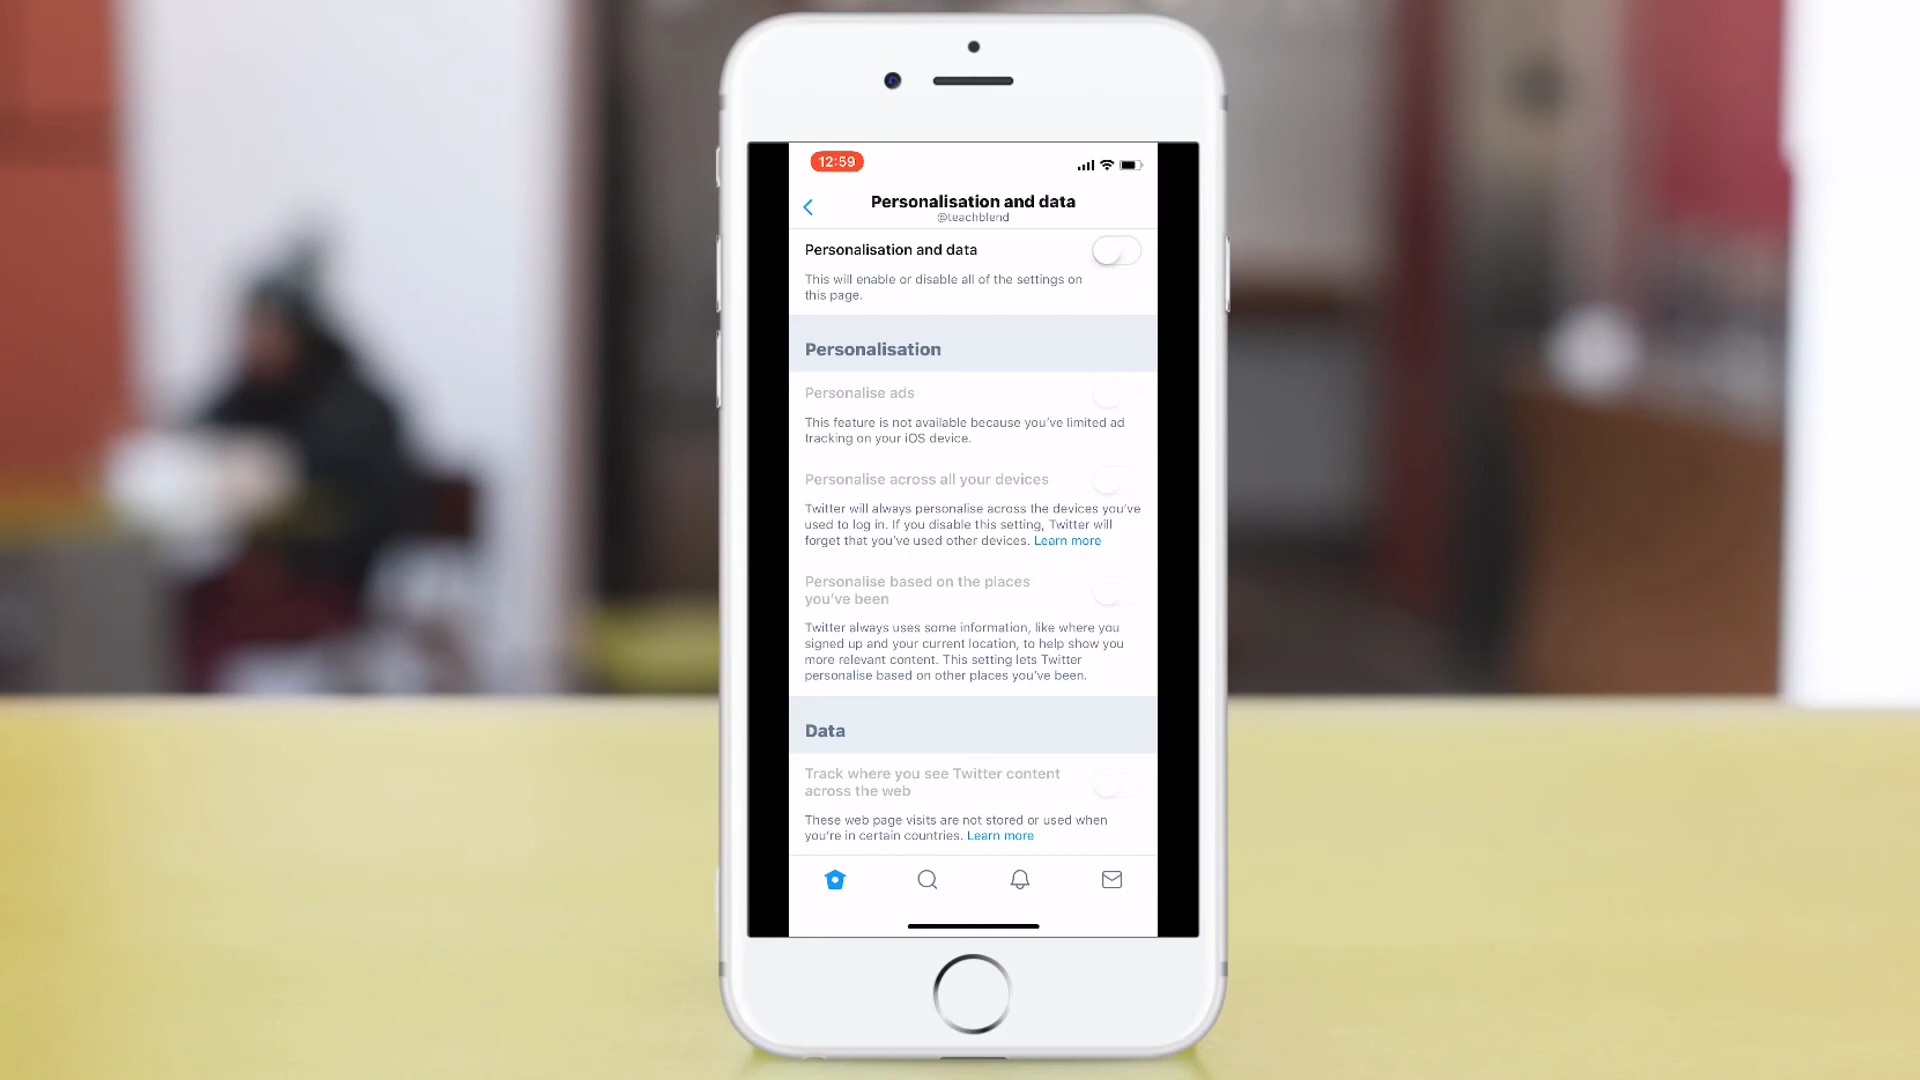 12:59
Personalisation and data
@teachblend
Personalisation and data
This will enable or disable all of the settings on
this page.
Personalisation
Personalise ads
This feature is not available because you've limited ad
tracking on your iOS device.
Personalise across all your devices
Twitter will always personalise across the devices you've
used to log in. If you disable this setting, Twitter will
forget that you've used other devices. Learn more
Personalise based on the places
you've been
Twitter always uses some information, like where you
signed up and your current location, to help show you
more relevant content. This setting lets Twitter
personalise based on other places you've been.
Data
Track where you see Twitter content
across the web
These web page visits are not stored or used when
you're in certain countries. Learn more